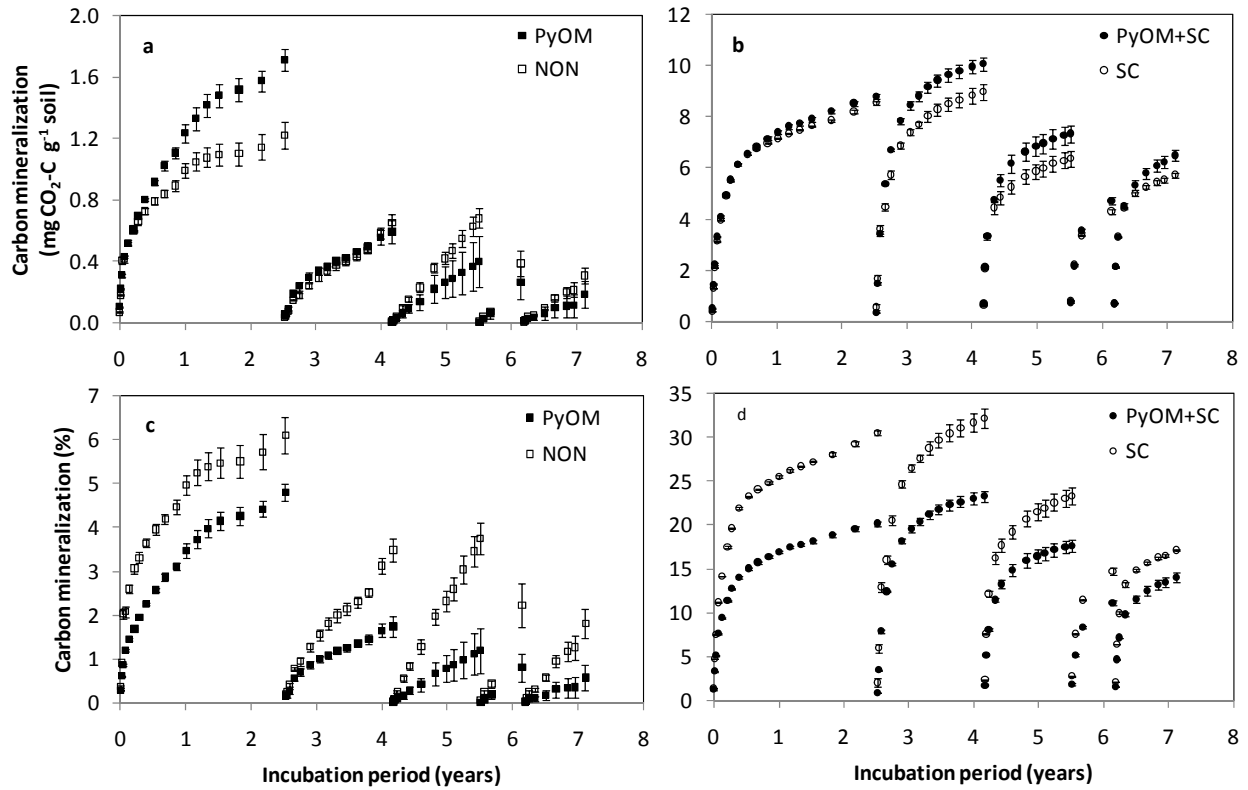 Carbon mineralization
(mg CO₂-C g⁻¹ soil)
2.0
1.6
1.2
0.8
0.4
0.0
a
PyOM
NON
0 1 2 3 4 5 6 7 8
12
10
8
6
4
2
0
b
PyOM+SC
SC
0 1 2 3 4 5 6 7 8
Carbon mineralization (%)
7
6
5
4
3
2
1
0
c
PyOM
NON
0 1 2 3 4 5 6 7 8
Incubation period (years)
35
30
25
20
15
10
5
0
d
PyOM+SC
SC
0 1 2 3 4 5 6 7 8
Incubation period (years)